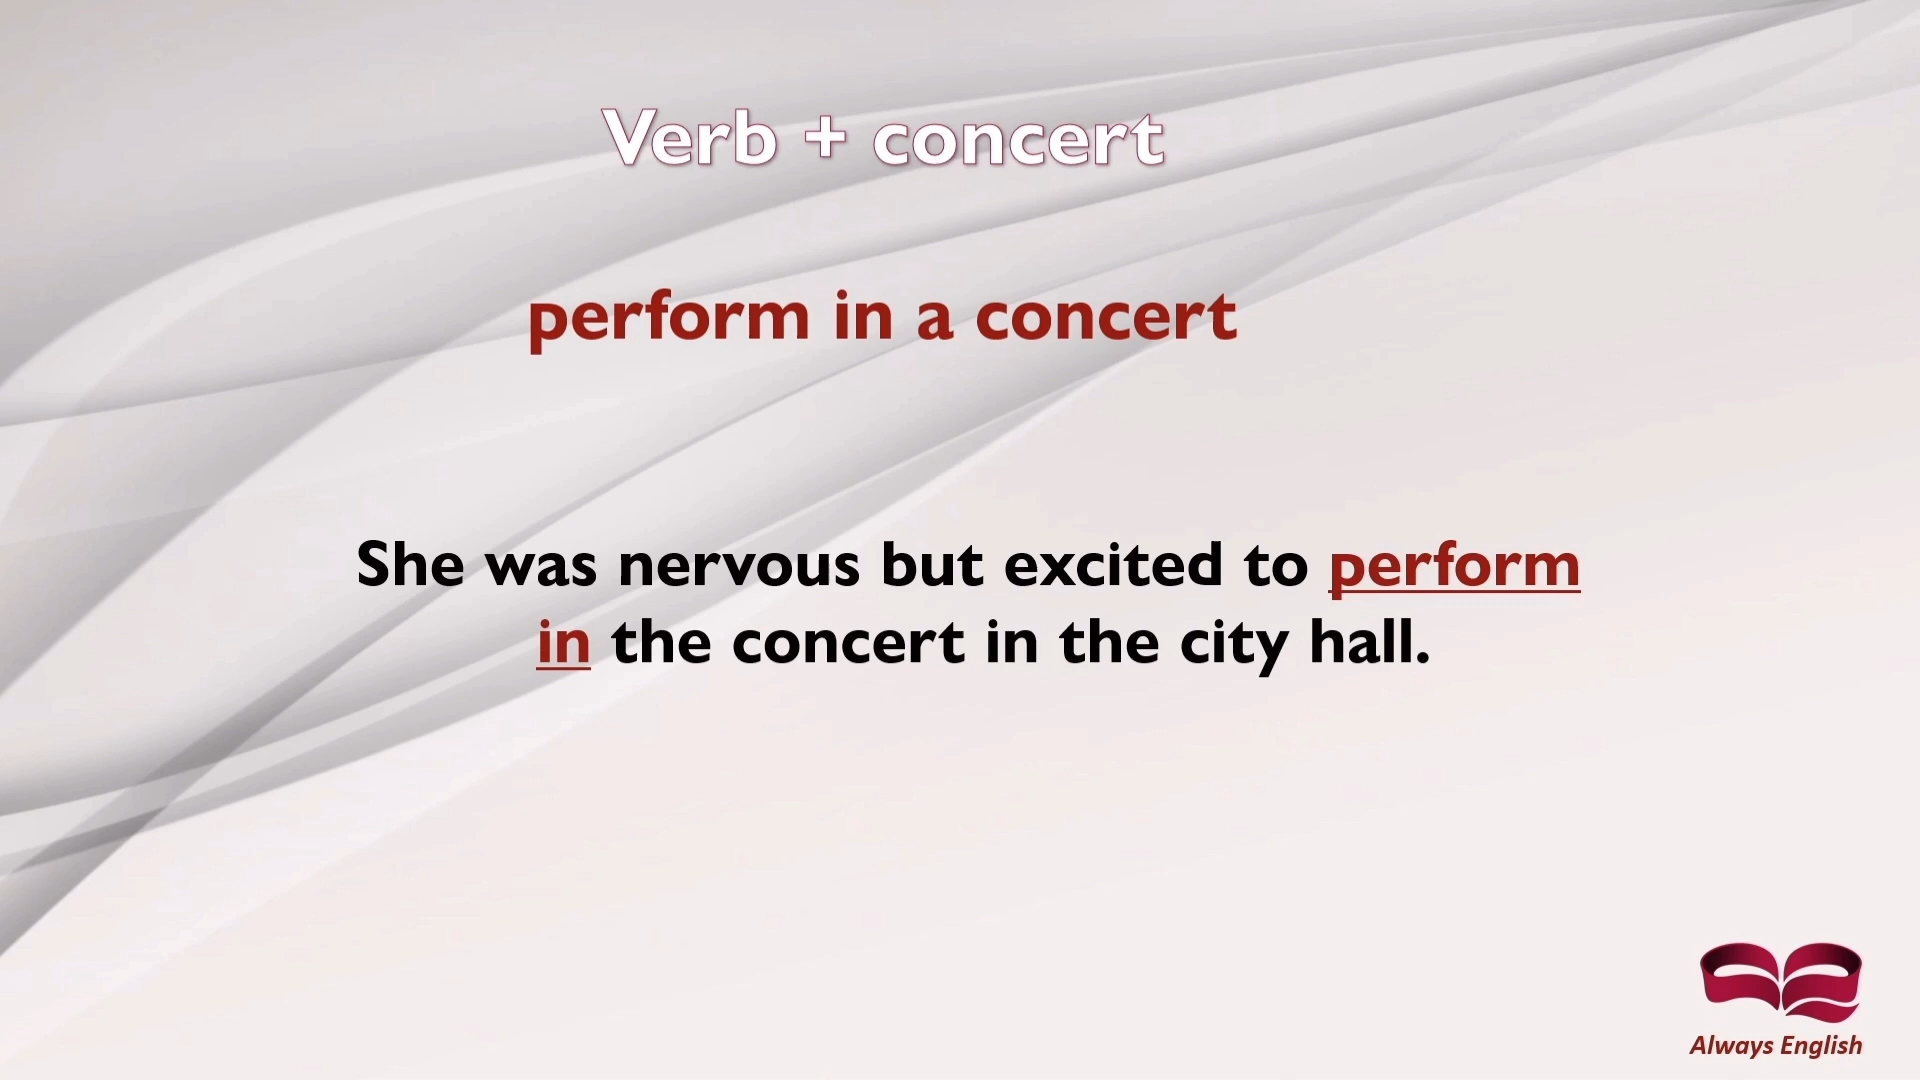 Verb + concert
perform in a concert
She was nervous but excited to perform
in the concert in the city hall.
Always English